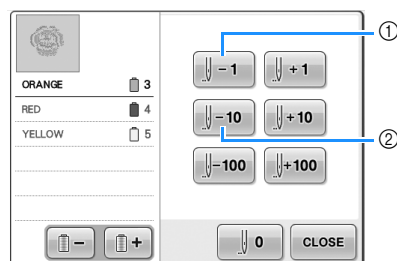 ①
-1 +1
ORANGE 3
RED 4
-10 +10
②
YELLOW 5
-100 +100
- +
0 CLOSE